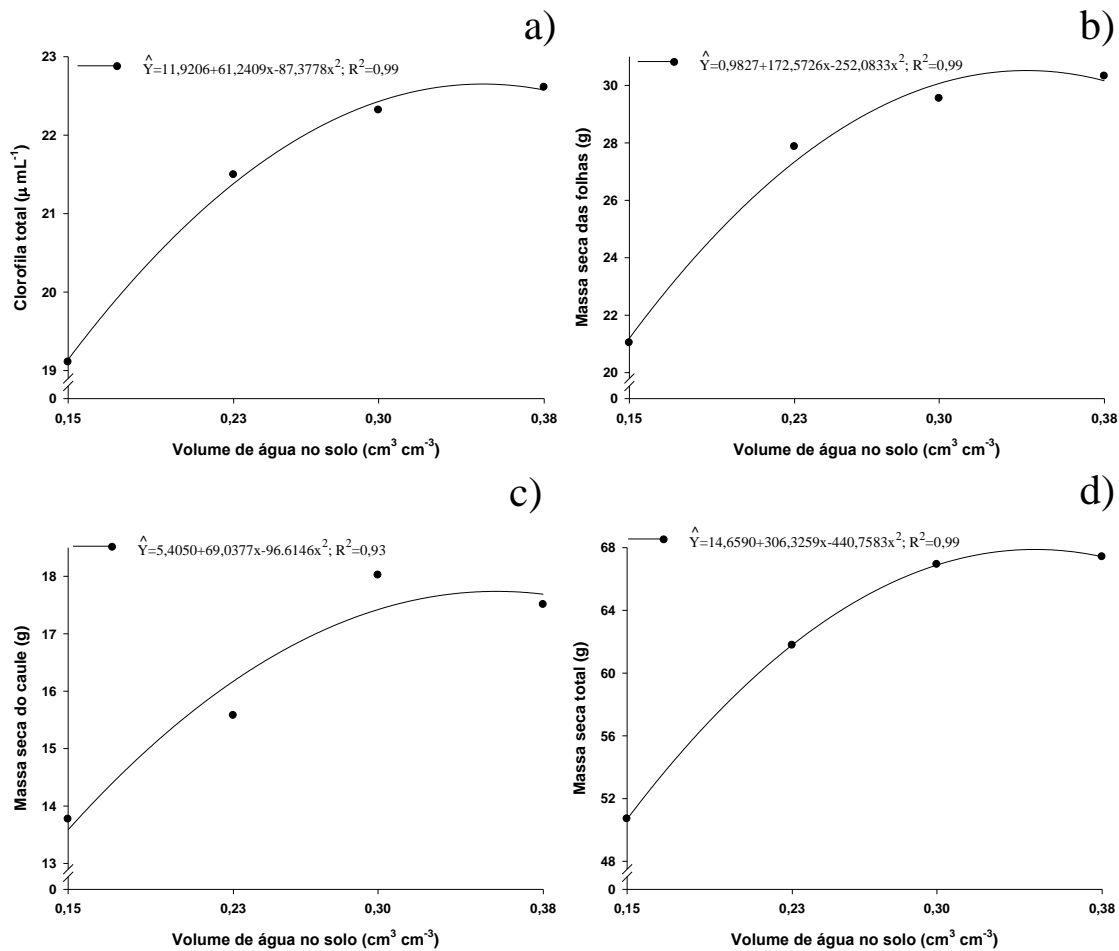 a)
Ŷ=11,9206+61,2409x-87,3778x²; R²=0,99
23
22
21
20
19
0
Clorofila total (µ mL⁻¹)
0,15 0,23 0,30 0,38
Volume de água no solo (cm³ cm⁻³)
b)
Ŷ=0,9827+172,5726x-252,0833x²; R²=0,99
30
28
26
24
22
20
0
Massa seca das folhas (g)
0,15 0,23 0,30 0,38
Volume de água no solo (cm³ cm⁻³)
c)
Ŷ=5,4050+69,0377x-96.6146x²; R²=0,93
18
17
16
15
14
13
0
Massa seca do caule (g)
0,15 0,23 0,30 0,38
Volume de água no solo (cm³ cm⁻³)
d)
Ŷ=14,6590+306,3259x-440,7583x²; R²=0,99
68
64
60
56
52
48
0
Massa seca total (g)
0,15 0,23 0,30 0,38
Volume de água no solo (cm³ cm⁻³)